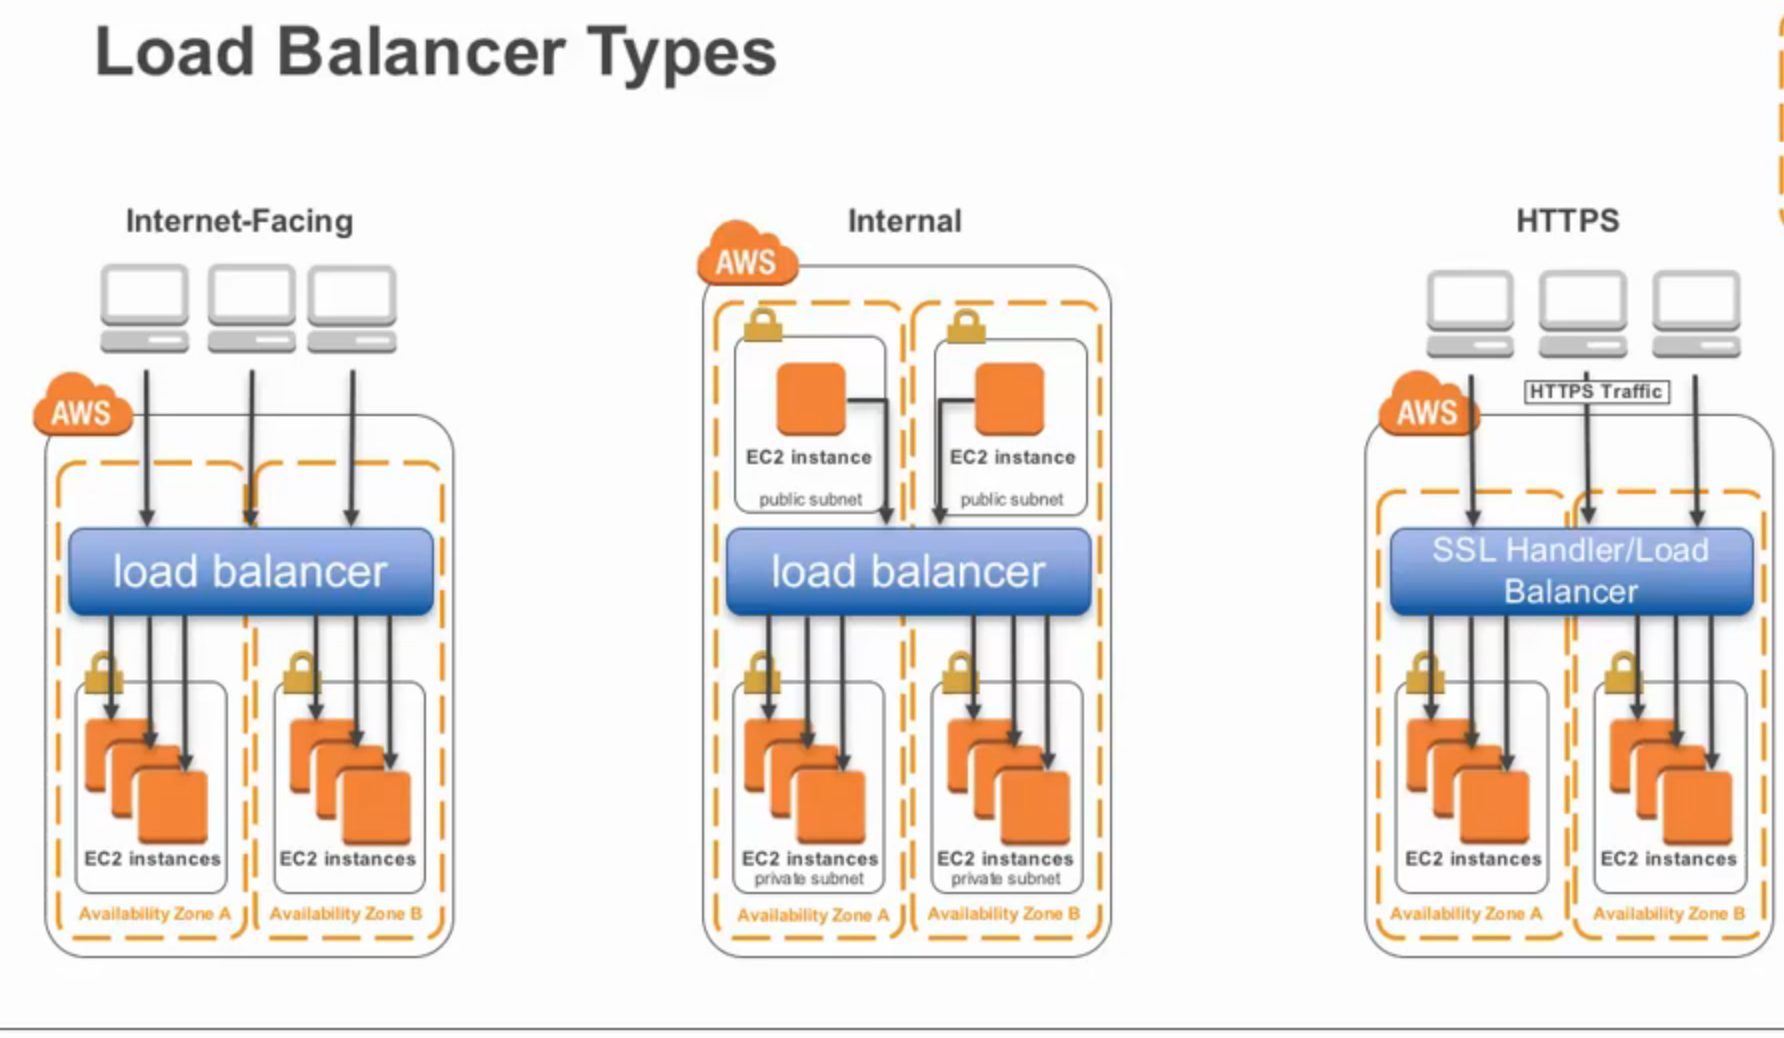 Load Balancer Types
Internet-Facing
AWS
load balancer
EC2 instances
EC2 instances
Availability Zone A
Availability Zone B
Internal
AWS
EC2 instance
EC2 instance
public subnet
public subnet
load balancer
EC2 instances
EC2 instances
private subnet
private subnet
Availability Zone A
Availability Zone B
HTTPS
HTTPS Traffic
AWS
SSL Handler/Load
Balancer
EC2 instances
EC2 instances
Availability Zone A
Availability Zone B